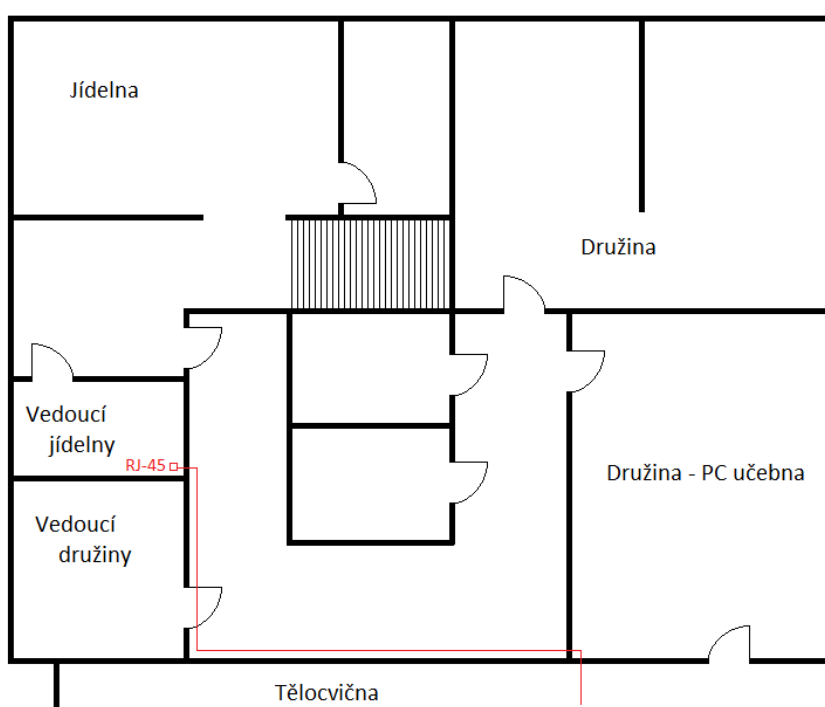 Jídelna
Družina
Vedoucí
jídelny
RJ-45
Družina - PC učebna
Vedoucí
družiny
Tělocvična